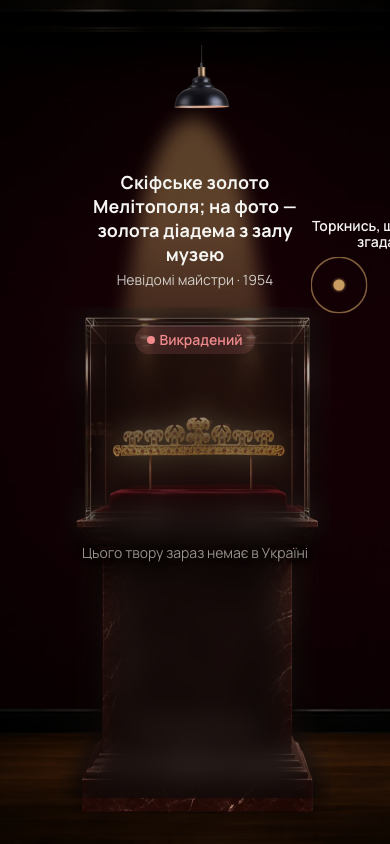 Скіфське золото
Мелітополя; на фото —
золота діадема з залу
музею
Невідомі майстри · 1954
Торкнись, щ
згада
Викрадений
Цього твору зараз немає в Україні